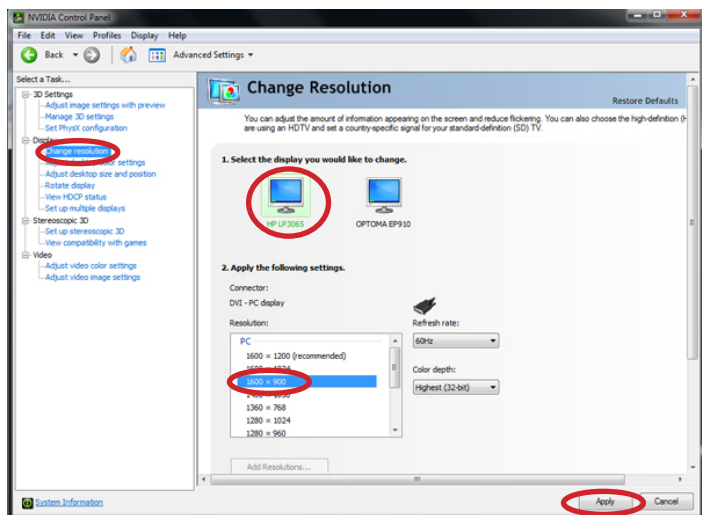 NVIDIA Control Panel
File Edit View Profiles Display Help
Back Advanced Settings
Select a Task...
3D Settings
Adjust image settings with preview
Manage 3D settings
Set PhysX configuration
Display
Change resolution
settings
Adjust desktop size and position
Rotate display
View HDCP status
Set up multiple displays
Stereoscopic 3D
Set up stereoscopic 3D
View compatibility with games
Video
Adjust video color settings
Adjust video image settings
System Information
Change Resolution
Restore Defaults
You can adjust the amount of information appearing on the screen and reduce flickering. You can also choose the high-definition (H
are using an HDTV and set a country-specific signal for your standard-definition (SD) TV.
1. Select the display you would like to change.
HP LP3065 OPTOMA EP910
2. Apply the following settings.
Connector:
DVI - PC display
Resolution: Refresh rate:
PC
60Hz
1600 × 1200 (recommended)
Color depth:
1600 × 900
Highest (32-bit)
1360 × 768
1280 × 1024
1280 × 960
Add Resolutions...
Apply Cancel